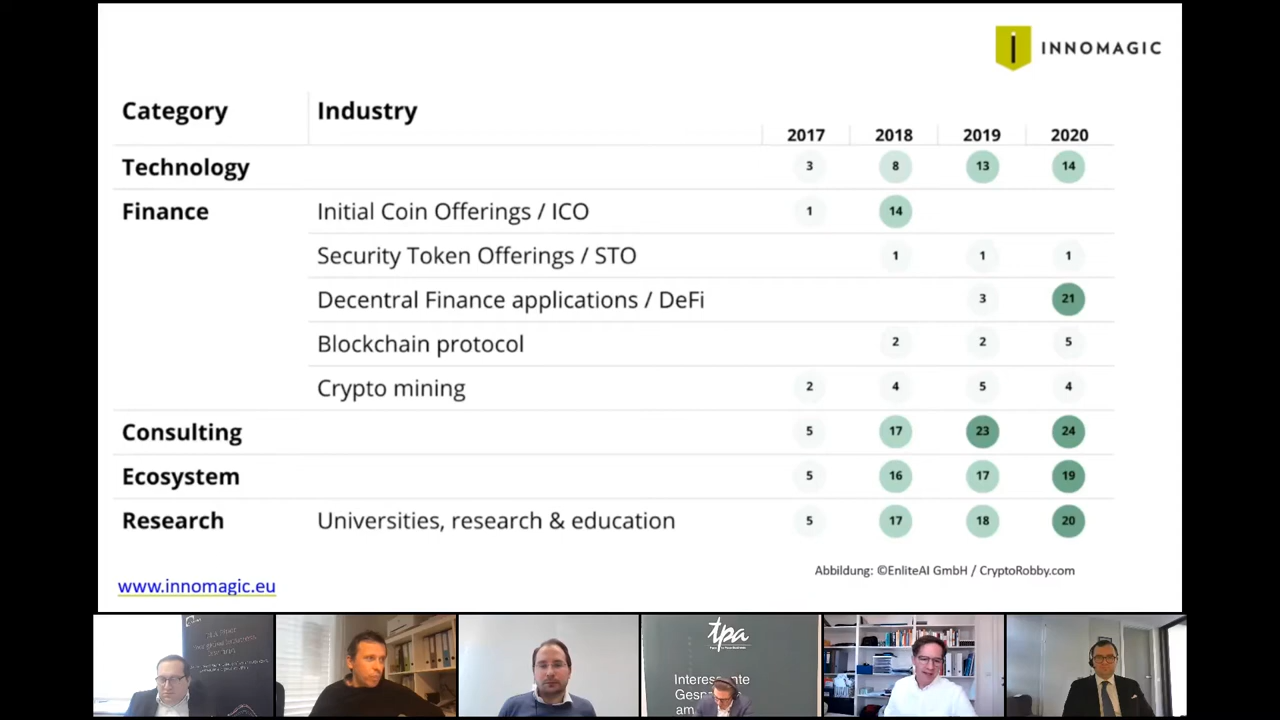 INNOMAGIC
Category Industry
2017 2018 2019 2020
Technology 3 8 13 14
Finance Initial Coin Offerings / ICO 1 14
Security Token Offerings / STO 1 1 1
Decentral Finance applications / DeFi 3 21
Blockchain protocol 2 2 5
Crypto mining 2 4 5 4
Consulting 5 17 23 24
Ecosystem 5 16 17 19
Research Universities, research & education 5 17 18 20
Abbildung: ©EnliteAI GmbH / CryptoRobby.com
www.innomagic.eu
tpa
Gesp
am